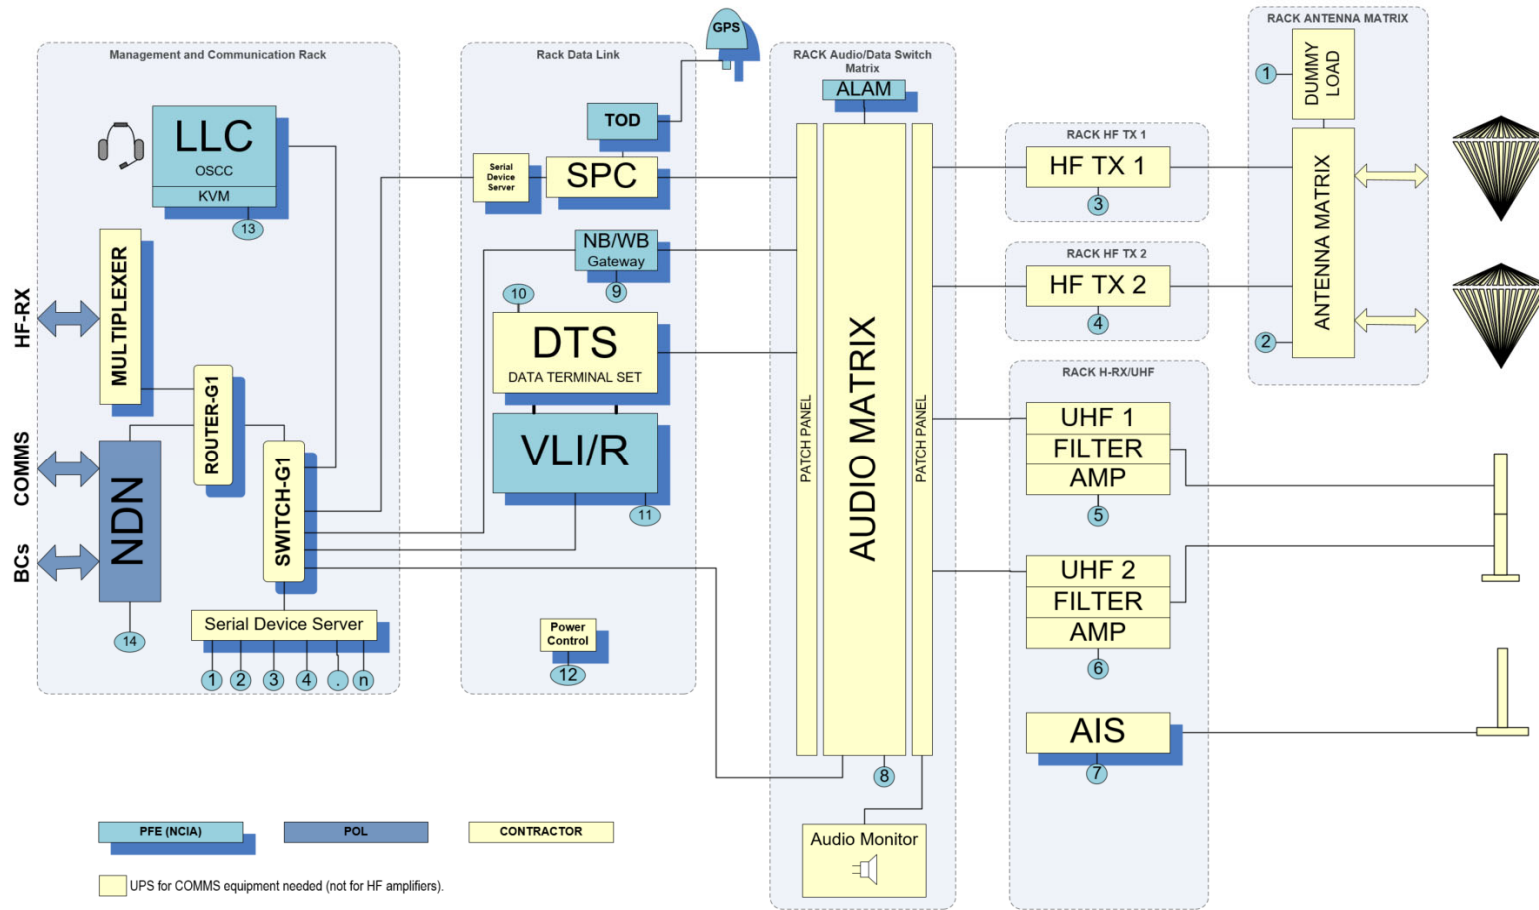 Management and Communication Rack
LLC
OSCC
KVM
13
MULTIPLEXER
HF-RX
ROUTER-G1
COMMS
NDN
SWITCH-G1
BCs
14
Serial Device Server
1
2
3
4
.
n
Rack Data Link
GPS
TOD
Serial
Device
Server
SPC
NB/WB
Gateway
9
10
DTS
DATA TERMINAL SET
VLI/R
11
Power
Control
12
RACK Audio/Data Switch
Matrix
ALAM
PATCH PANEL
AUDIO MATRIX
PATCH PANEL
8
Audio Monitor
RACK HF TX 1
HF TX 1
3
RACK HF TX 2
HF TX 2
4
RACK H-RX/UHF
UHF 1
FILTER
AMP
5
UHF 2
FILTER
AMP
6
AIS
7
RACK ANTENNA MATRIX
1
DUMMY
LOAD
ANTENNA MATRIX
2
PFE (NCIA)
POL
CONTRACTOR
UPS for COMMS equipment needed (not for HF amplifiers).